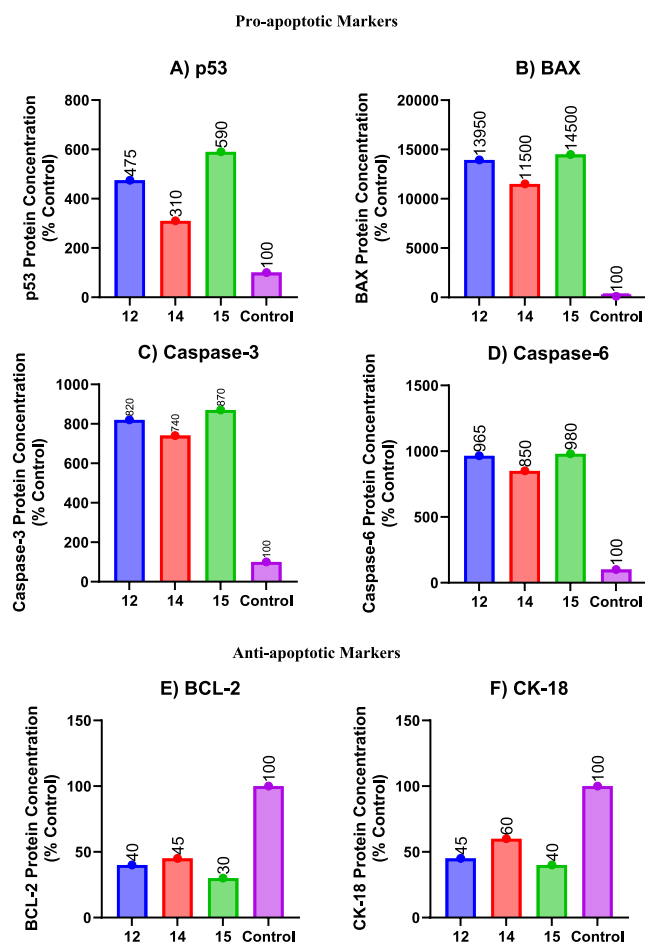 Pro-apoptotic Markers
A) p53
p53 Protein Concentration
(% Control)
800
600
400
200
0
475
310
590
100
12 14 15 Control
B) BAX
BAX Protein Concentration
(% Control)
20000
15000
10000
5000
0
13950
11500
14500
100
12 14 15 Control
C) Caspase-3
Caspase-3 Protein Concentration
(% Control)
1000
800
600
400
200
0
820
740
870
100
12 14 15 Control
D) Caspase-6
Caspase-6 Protein Concentration
(% Control)
1500
1000
500
0
965
850
980
100
12 14 15 Control
Anti-apoptotic Markers
E) BCL-2
BCL-2 Protein Concentration
(% Control)
150
100
50
0
40
45
30
100
12 14 15 Control
F) CK-18
CK-18 Protein Concentration
(% Control)
150
100
50
0
45
60
40
100
12 14 15 Control